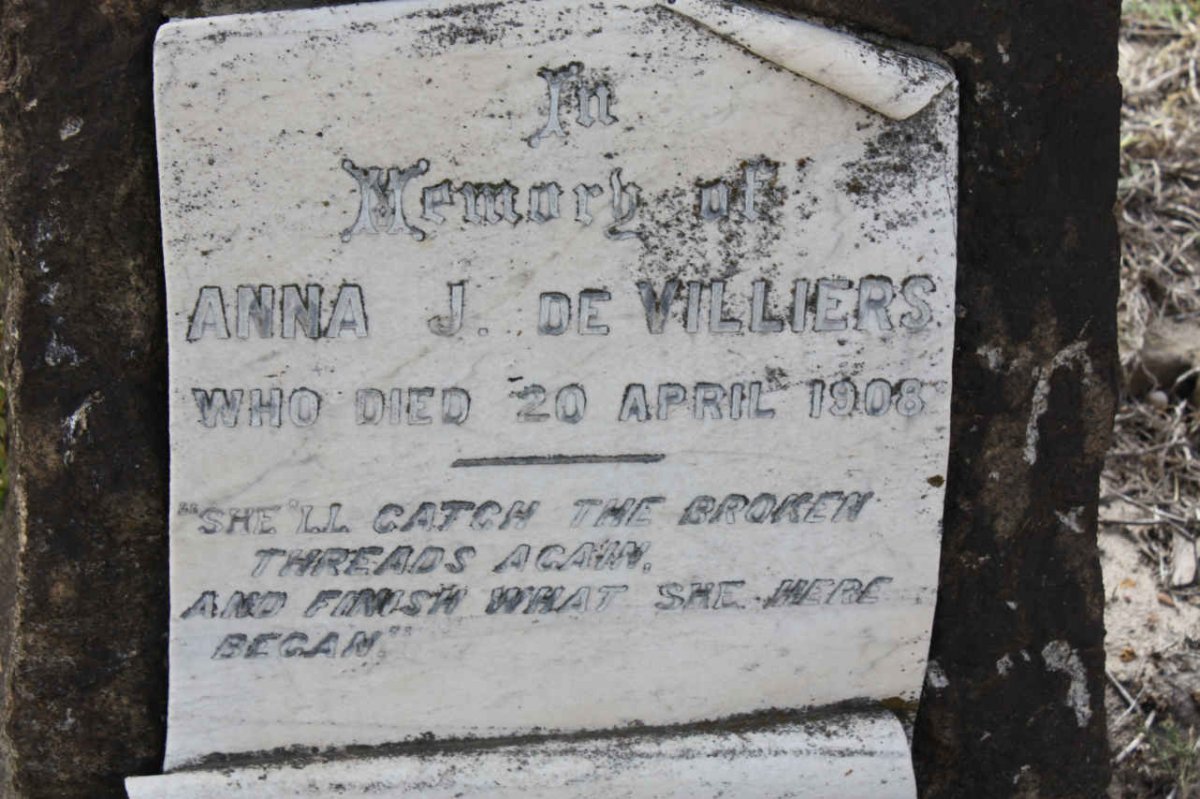 In
Memory of
ANNA J. DE VILLIERS
WHO DIED 20 APRIL 1908
"SHE'LL CATCH THE BROKEN
THREADS AGAIN,
AND FINISH WHAT SHE HERE
BEGAN."